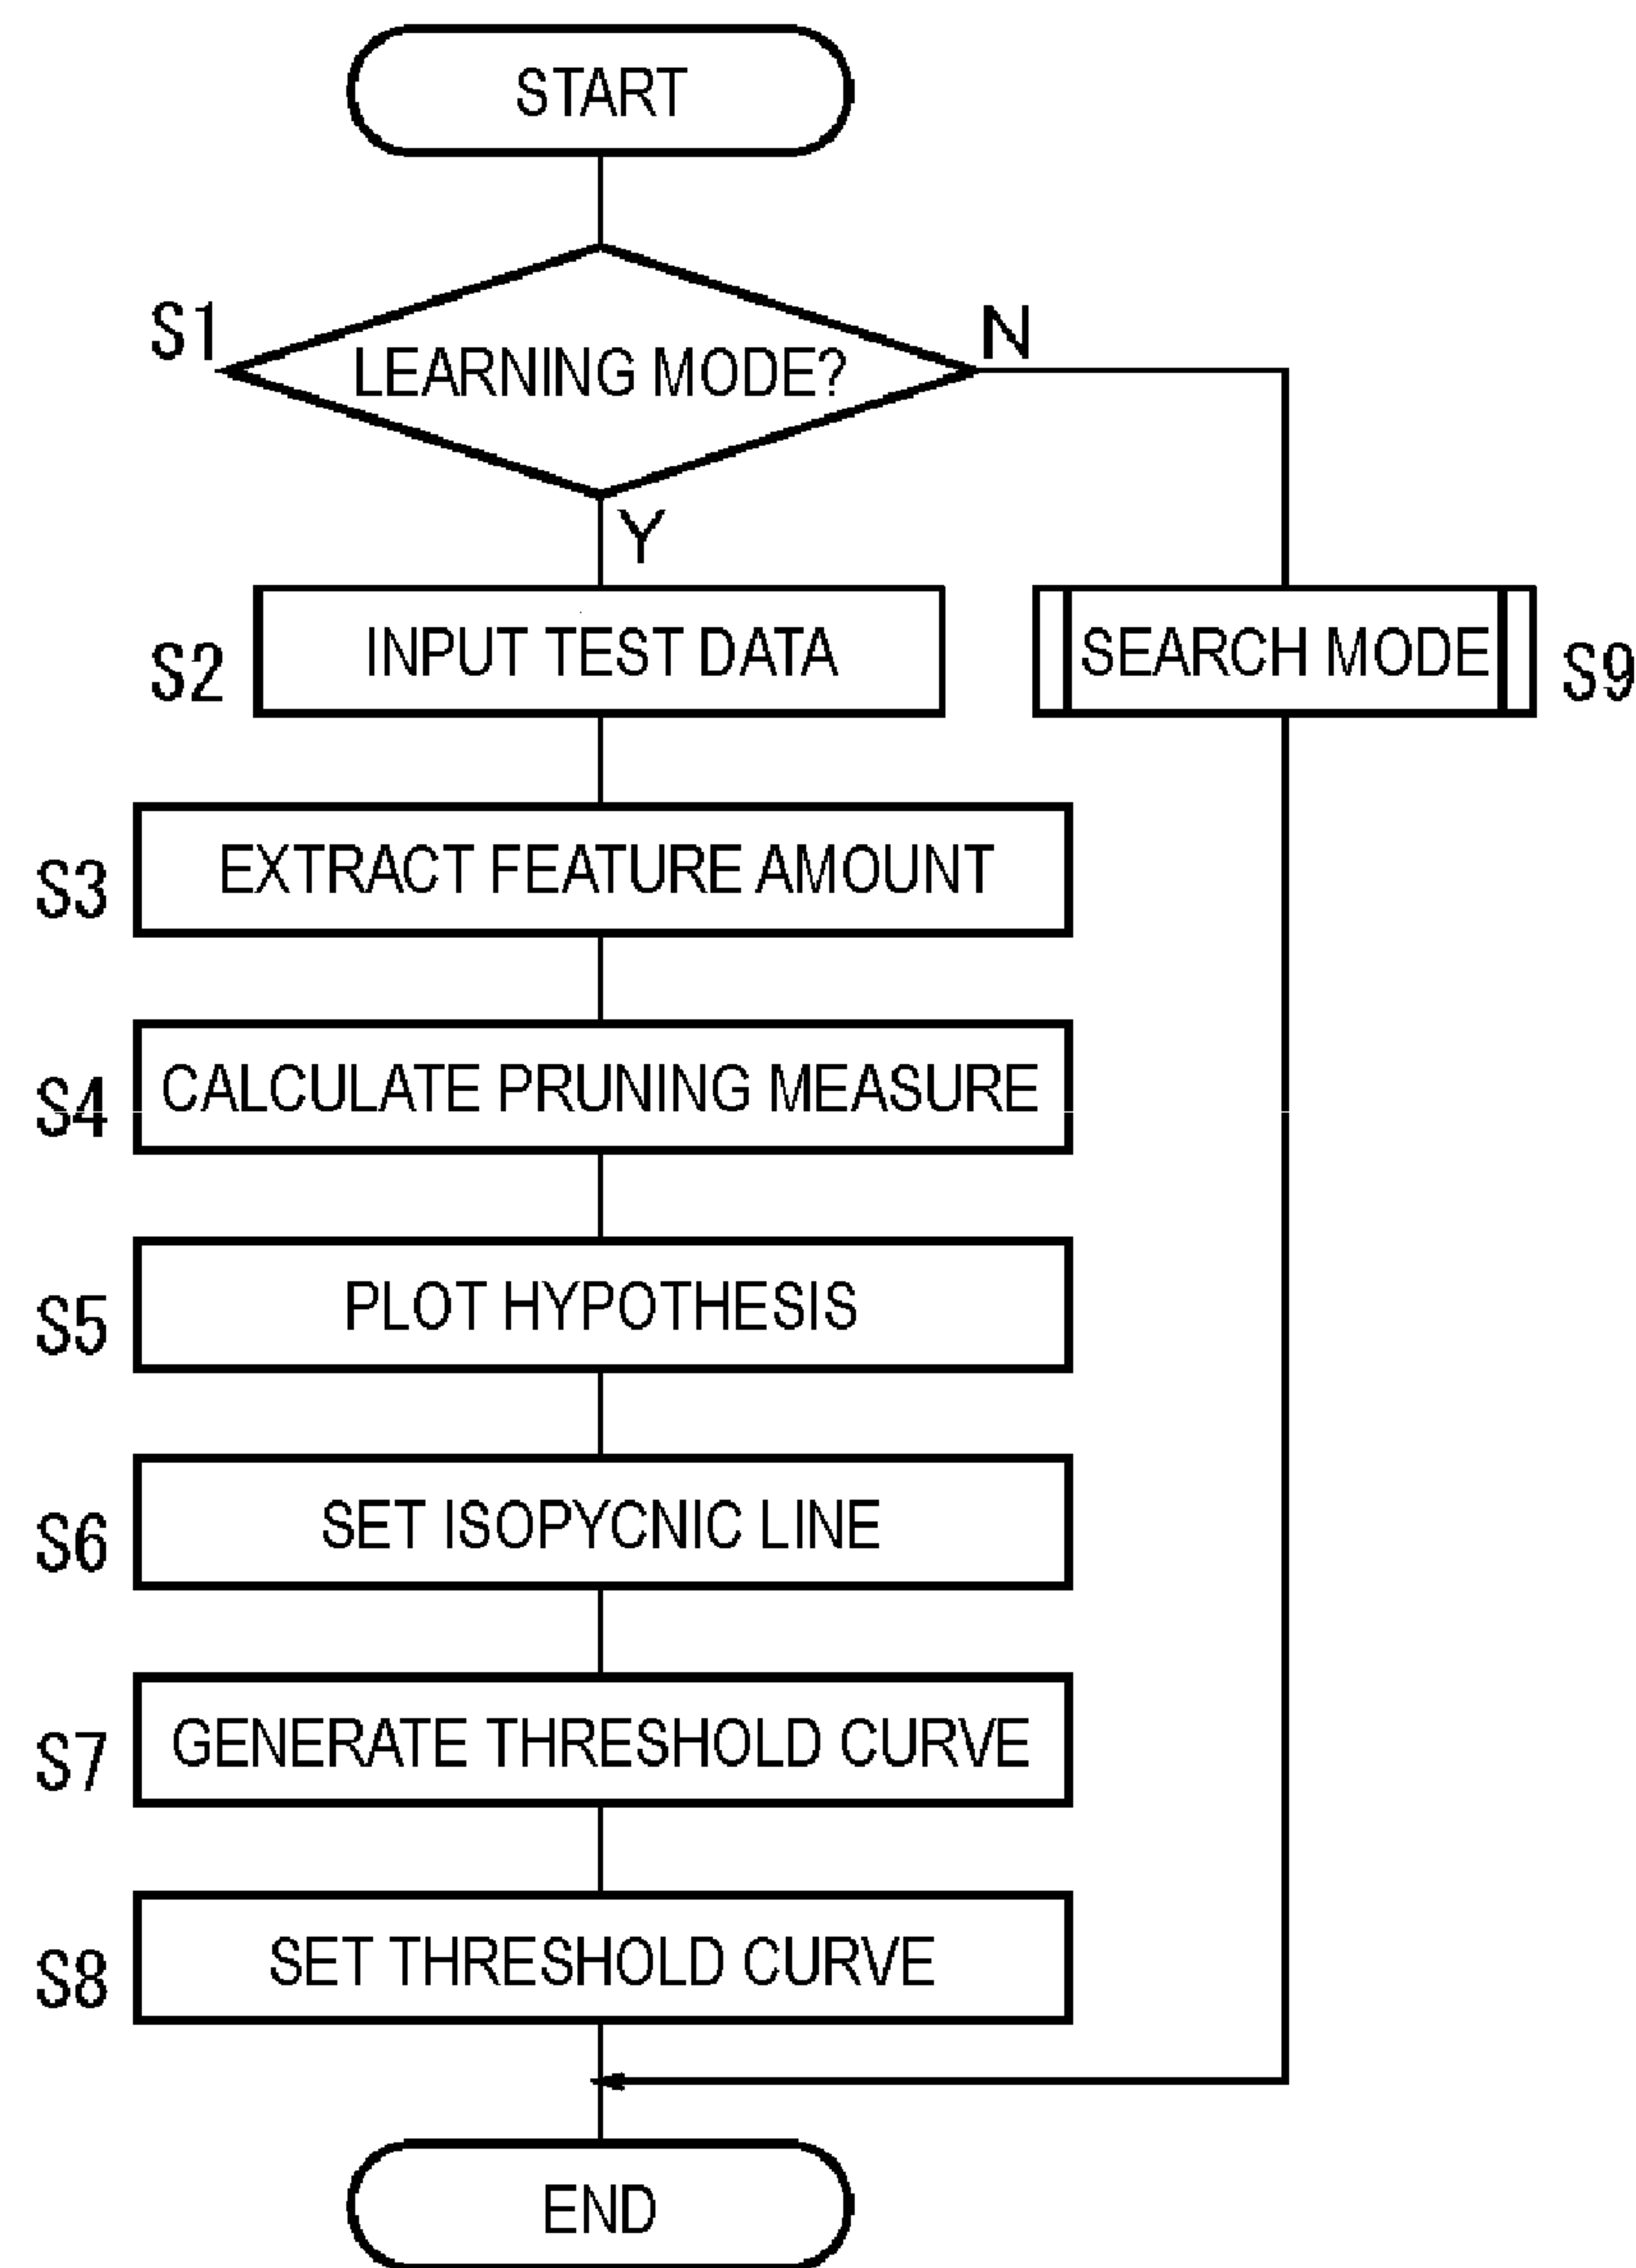 START
S1
LEARNING MODE?
N
Y
S2
INPUT TEST DATA
SEARCH MODE
S9
S3
EXTRACT FEATURE AMOUNT
S4
CALCULATE PRUNING MEASURE
S5
PLOT HYPOTHESIS
S6
SET ISOPYCNIC LINE
S7
GENERATE THRESHOLD CURVE
S8
SET THRESHOLD CURVE
END